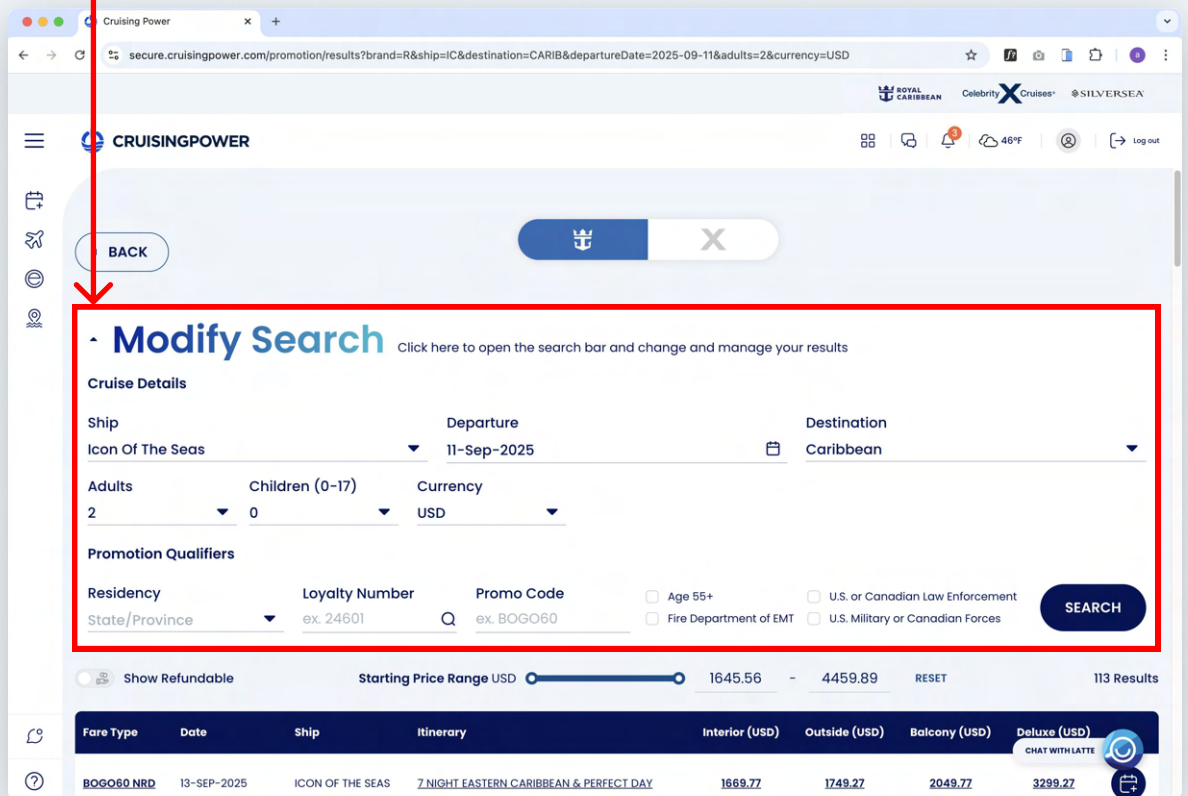 Cruising Power
secure.cruisingpower.com/promotion/results?brand=R&ship=IC&destination=CARIB&departureDate=2025-09-11&adults=2&currency=USD
a
ROYAL CARIBBEAN Celebrity X Cruises® SILVERSEA
CRUISINGPOWER 3 46°F Log out
BACK X
Modify Search Click here to open the search bar and change and manage your results
Cruise Details
Ship Departure Destination
Icon Of The Seas 11-Sep-2025 Caribbean
Adults Children (0-17) Currency
2 0 USD
Promotion Qualifiers
Residency Loyalty Number Promo Code Age 55+ U.S. or Canadian Law Enforcement
State/Province ex. 24601 ex. BOGO60 Fire Department of EMT U.S. Military or Canadian Forces
SEARCH
Show Refundable Starting Price Range USD 1645.56 - 4459.89 RESET 113 Results
Fare Type Date Ship Itinerary Interior (USD) Outside (USD) Balcony (USD) Deluxe (USD)
CHAT WITH LATTE
BOGO60 NRD 13-SEP-2025 ICON OF THE SEAS 7 NIGHT EASTERN CARIBBEAN & PERFECT DAY 1669.77 1749.27 2049.77 3299.27